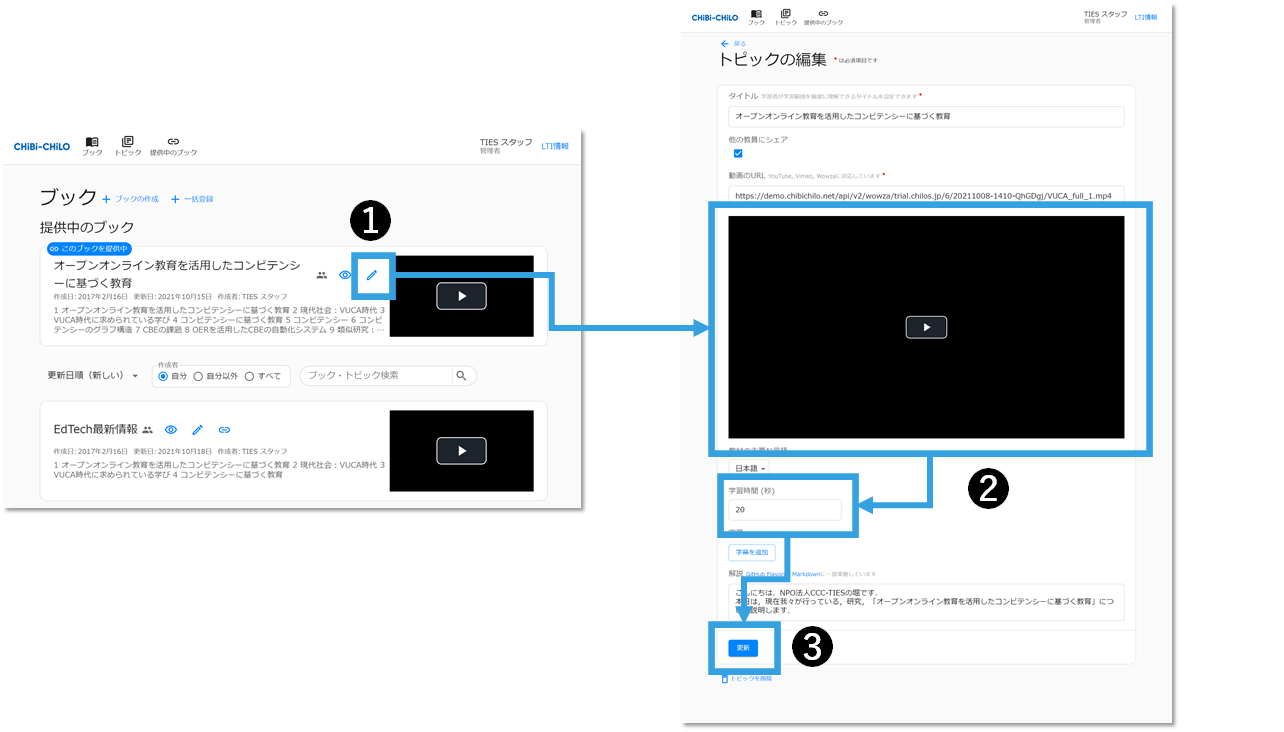 CHiBi-CHiLO
ブック
トピック
提供中のブック
TIES スタッフ
管理者
LTI情報
ブック
+ ブックの作成
+ 一括登録
提供中のブック
このブックを提供中
オープンオンライン教育を活用したコンピテンシ
ーに基づく教育
作成日: 2017年2月16日 更新日: 2021年10月15日 作成者: TIES スタッフ
1 オープンオンライン教育を活用したコンピテンシーに基づく教育 2 現代社会：VUCA時代 3
VUCA時代に求められている学び 4 コンピテンシーに基づく教育 5 コンピテンシー 6 コンピ
テンシーのグラフ構造 7 CBEの課題 8 OERを活用したCBEの自動化システム 9 類似研究：…
更新日順（新しい）
作成者
自分
自分以外
すべて
ブック・トピック検索
EdTech最新情報
作成日: 2017年2月16日 更新日: 2021年10月18日 作成者: TIES スタッフ
1 オープンオンライン教育を活用したコンピテンシーに基づく教育 2 現代社会：VUCA時代 3
VUCA時代に求められている学び 4 コンピテンシーに基づく教育
1
CHiBi-CHiLO
ブック
トピック
提供中のブック
TIES スタッフ
管理者
LTI情報
戻る
トピックの編集 * は必須項目です
タイトル 学習者が学習範囲を簡潔に理解できるタイトルを設定できます *
オープンオンライン教育を活用したコンピテンシーに基づく教育
他の教員にシェア
動画のURL YouTube, Vimeo, Wowzaに対応しています *
https://demo.chibichilo.net/api/v2/wowza/trial.chilos.jp/6/20211008-1410-QhGDgj/VUCA_full_1.mp4
日本語
2
学習時間 (秒)
20
字幕を追加
解説 GitHub Markdownに一部準拠しています
こんにちは．NPO法人CCC-TIESの堀です．
本日は，現在我々が行っている，研究，「オープンオンライン教育を活用したコンピテンシーに基づく教育」につ
説明します．
更新
3
トピックを削除